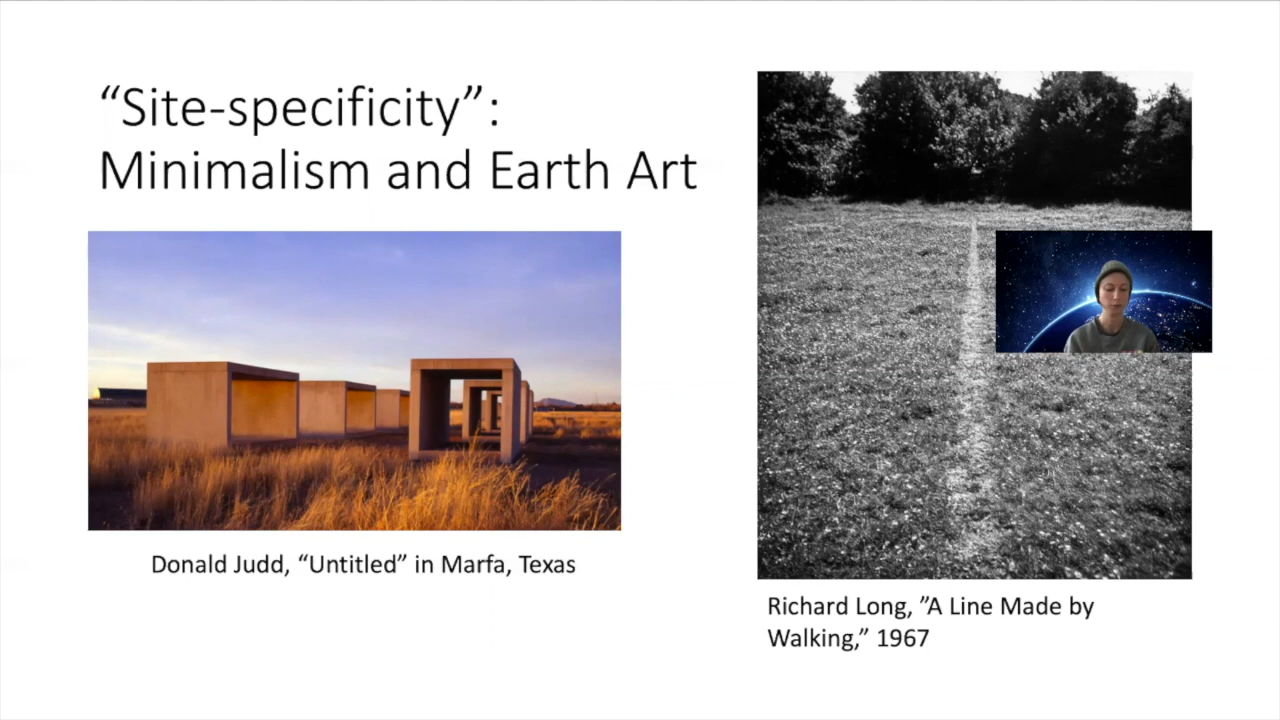 “Site-specificity”:
Minimalism and Earth Art
Donald Judd, “Untitled” in Marfa, Texas
Richard Long, ”A Line Made by
Walking,” 1967